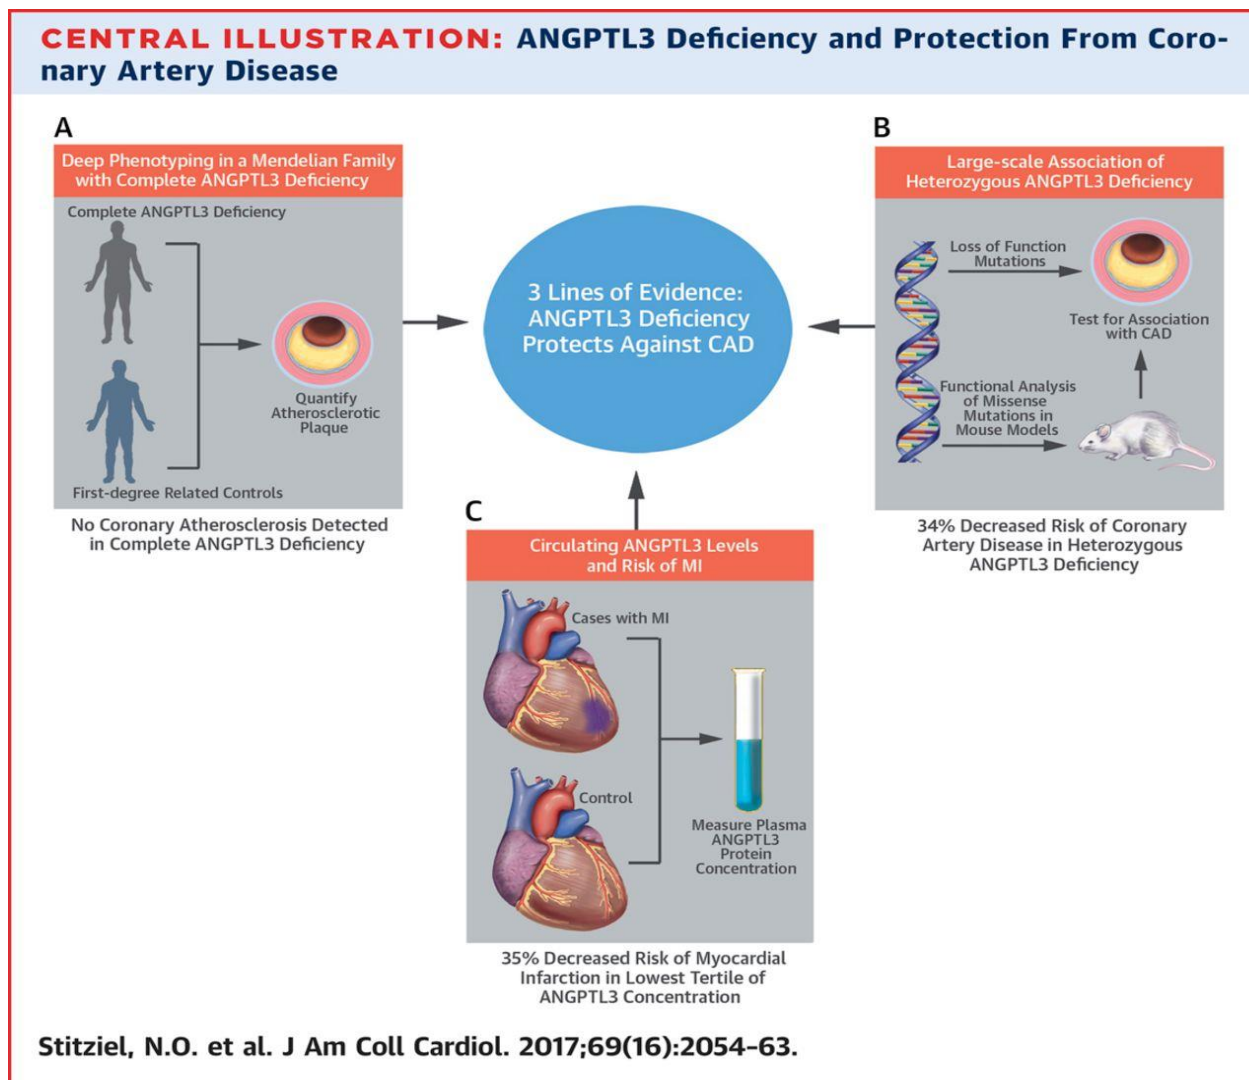 CENTRAL ILLUSTRATION: ANGPTL3 Deficiency and Protection From Coro-
nary Artery Disease
A
Deep Phenotyping in a Mendelian Family
with Complete ANGPTL3 Deficiency
Complete ANGPTL3 Deficiency
Quantify
Atherosclerotic
Plaque
First-degree Related Controls
No Coronary Atherosclerosis Detected
in Complete ANGPTL3 Deficiency
3 Lines of Evidence:
ANGPTL3 Deficiency
Protects Against CAD
B
Large-scale Association of
Heterozygous ANGPTL3 Deficiency
Loss of Function
Mutations
Test for Association
with CAD
Functional Analysis
of Missense
Mutations in
Mouse Models
34% Decreased Risk of Coronary
Artery Disease in Heterozygous
ANGPTL3 Deficiency
C
Circulating ANGPTL3 Levels
and Risk of MI
Cases with MI
Control
Measure Plasma
ANGPTL3
Protein
Concentration
35% Decreased Risk of Myocardial
Infarction in Lowest Tertile of
ANGPTL3 Concentration
Stitziel, N.O. et al. J Am Coll Cardiol. 2017;69(16):2054–63.